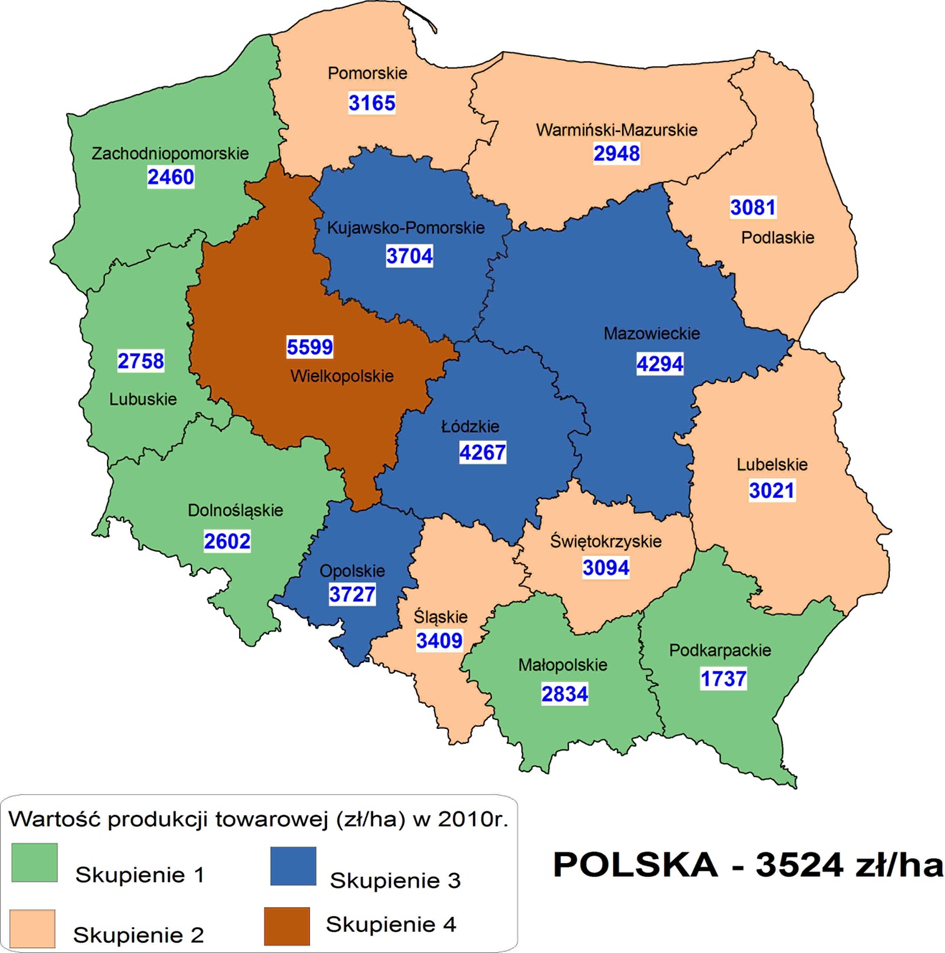 Pomorskie
3165
Warmiński-Mazurskie
2948
Zachodniopomorskie
2460
3081
Podlaskie
Kujawsko-Pomorskie
3704
Mazowieckie
4294
5599
Wielkopolskie
2758
Lubuskie
Łódzkie
4267
Lubelskie
3021
Dolnośląskie
2602
Świętokrzyskie
3094
Opolskie
3727
Śląskie
3409
Małopolskie
2834
Podkarpackie
1737
Wartość produkcji towarowej (zł/ha) w 2010r.
Skupienie 1
Skupienie 3
Skupienie 2
Skupienie 4
POLSKA - 3524 zł/ha